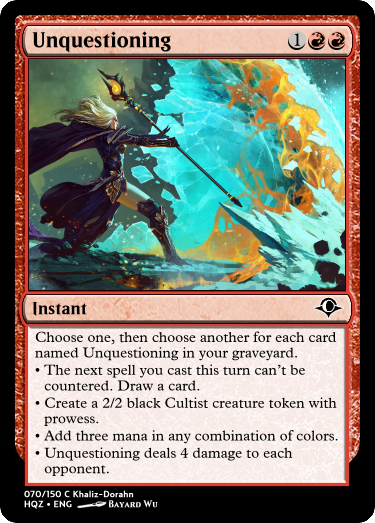 Unquestioning
1
Instant
Choose one, then choose another for each card
named Unquestioning in your graveyard.
• The next spell you cast this turn can't be
countered. Draw a card.
• Create a 2/2 black Cultist creature token with
prowess.
• Add three mana in any combination of colors.
• Unquestioning deals 4 damage to each
opponent.
070/150 C Khaliz-Dorahn
HQZ • ENG Bayard Wu